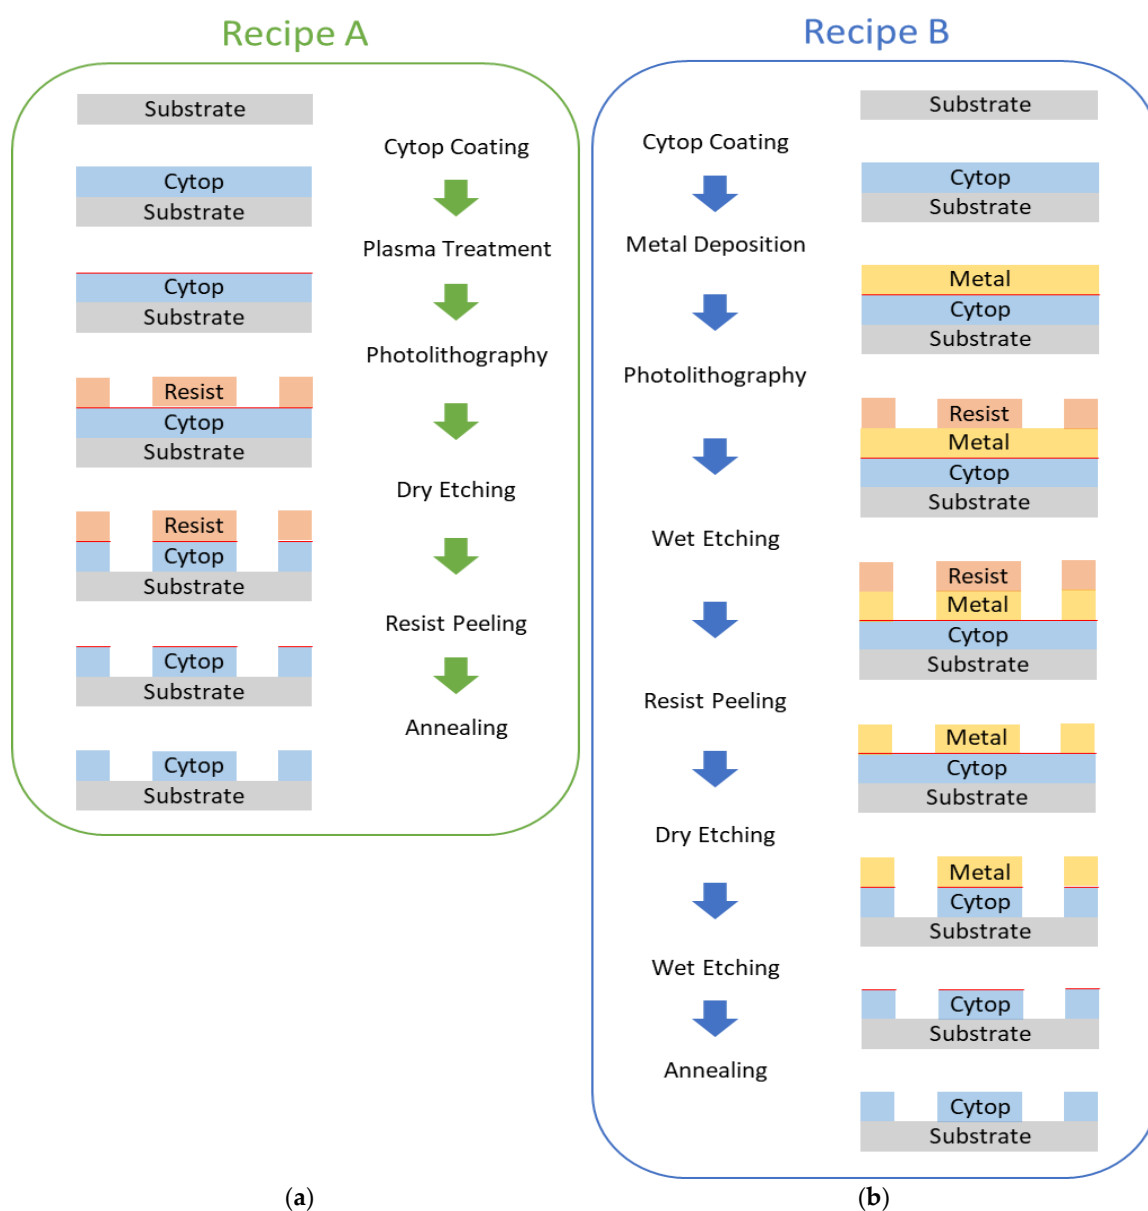 Recipe A
Substrate
Cytop Coating
Cytop
Substrate
Plasma Treatment
Cytop
Substrate
Photolithography
Resist
Cytop
Substrate
Dry Etching
Resist
Cytop
Substrate
Resist Peeling
Cytop
Substrate
Annealing
Cytop
Substrate
(a)
Recipe B
Substrate
Cytop Coating
Cytop
Substrate
Metal Deposition
Metal
Cytop
Substrate
Photolithography
Resist
Metal
Cytop
Substrate
Wet Etching
Resist
Metal
Cytop
Substrate
Resist Peeling
Metal
Cytop
Substrate
Dry Etching
Metal
Cytop
Substrate
Wet Etching
Cytop
Substrate
Annealing
Cytop
Substrate
(b)